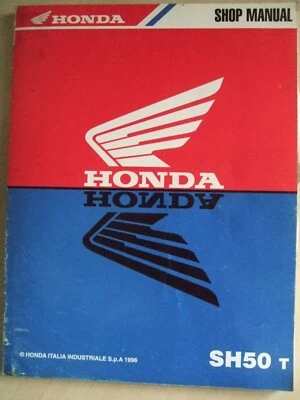 HONDA
SHOP MANUAL
HONDA
HONDA
© HONDA ITALIA INDUSTRIALE S.p.A 1996
SH50 T